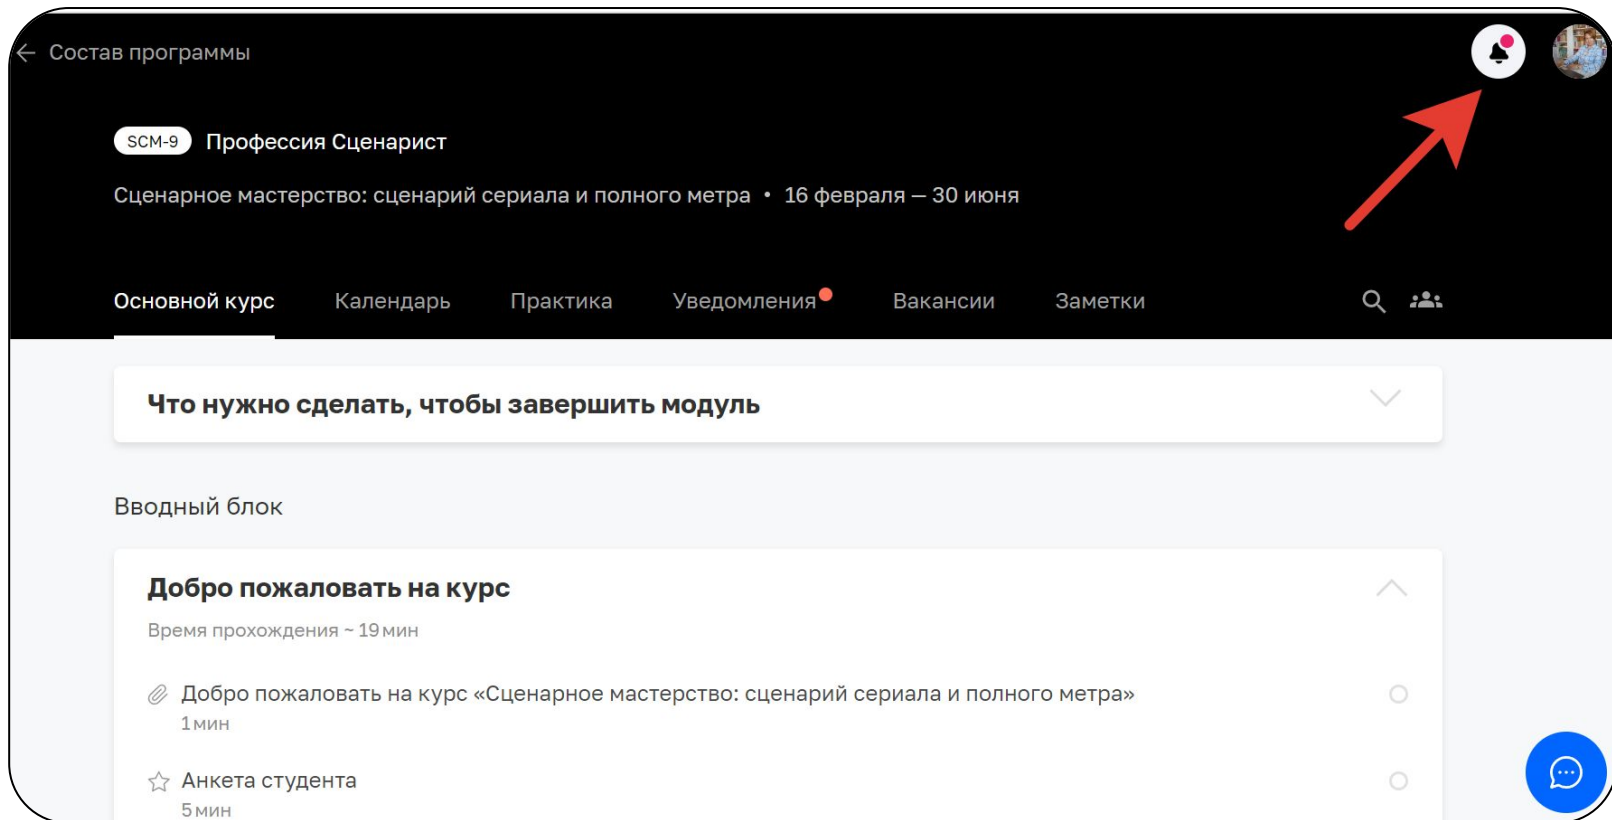 Состав программы
SCM-9 Профессия Сценарист
Сценарное мастерство: сценарий сериала и полного метра • 16 февраля — 30 июня
Основной курс Календарь Практика Уведомления Вакансии Заметки
Что нужно сделать, чтобы завершить модуль
Вводный блок
Добро пожаловать на курс
Время прохождения ~ 19 мин
Добро пожаловать на курс «Сценарное мастерство: сценарий сериала и полного метра»
1 мин
Анкета студента
5 мин